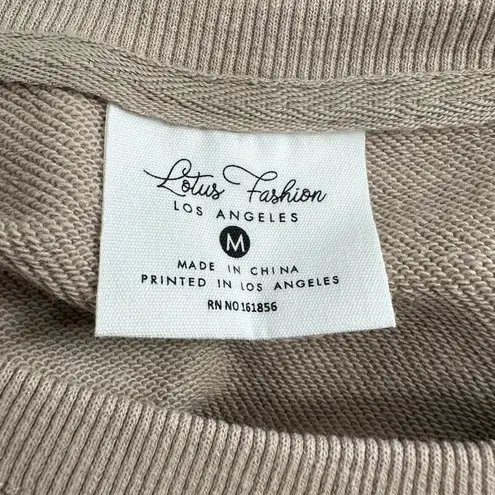 Lotus Fashion
LOS ANGELES
M
MADE IN CHINA
PRINTED IN LOS ANGELES
RN NO 161856